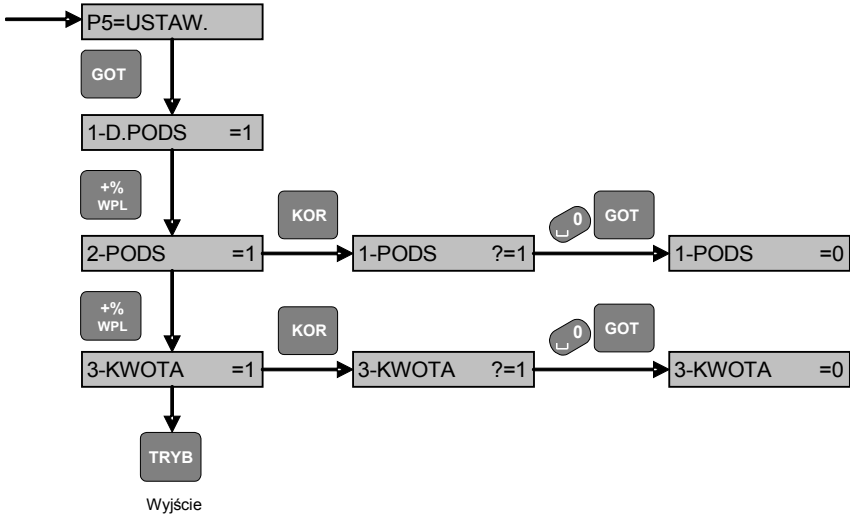 P5=USTAW.
GOT
1-D.PODS =1
+%
WPL
KOR
0
GOT
2-PODS =1
1-PODS ?=1
1-PODS =0
+%
WPL
KOR
0
GOT
3-KWOTA =1
3-KWOTA ?=1
3-KWOTA =0
TRYB
Wyjście